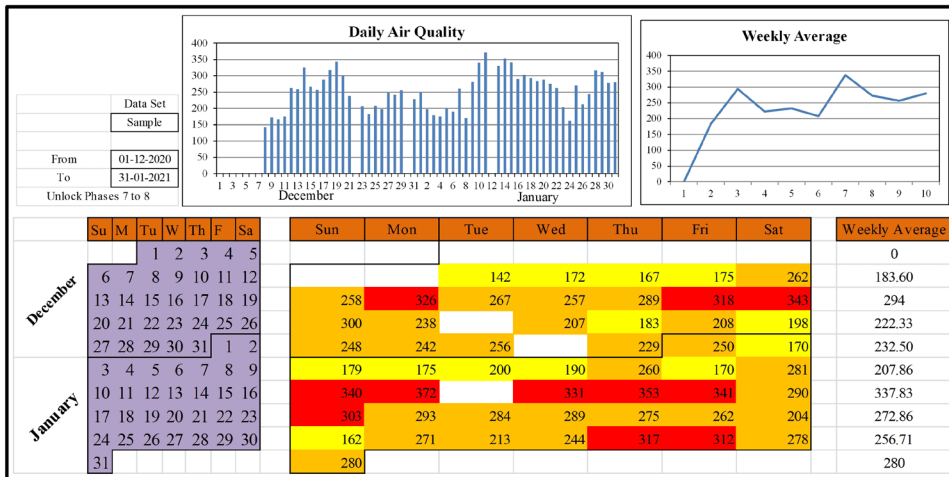 Daily Air Quality
400
350
300
250
200
150
100
50
0
1 3 5 7 9 11 13 15 17 19 21 23 25 27 29 31 2 4 6 8 10 12 14 16 18 20 22 24 26 28 30
December January
Weekly Average
400
350
300
250
200
150
100
50
0
1 2 3 4 5 6 7 8 9 10
Data Set
Sample
From 01-12-2020
To 31-01-2021
Unlock Phases 7 to 8
Su M Tu W Th F Sa Sun Mon Tue Wed Thu Fri Sat Weekly Average
December
1 2 3 4 5 0
6 7 8 9 10 11 12 142 172 167 175 262 183.60
13 14 15 16 17 18 19 258 326 267 257 289 318 343 294
20 21 22 23 24 25 26 300 238 207 183 208 198 222.33
27 28 29 30 31 1 2 248 242 256 229 250 170 232.50
January
3 4 5 6 7 8 9 179 175 200 190 260 170 281 207.86
10 11 12 13 14 15 16 340 372 331 353 341 290 337.83
17 18 19 20 21 22 23 303 293 284 289 275 262 204 272.86
24 25 26 27 28 29 30 162 271 213 244 317 312 278 256.71
31 280 280